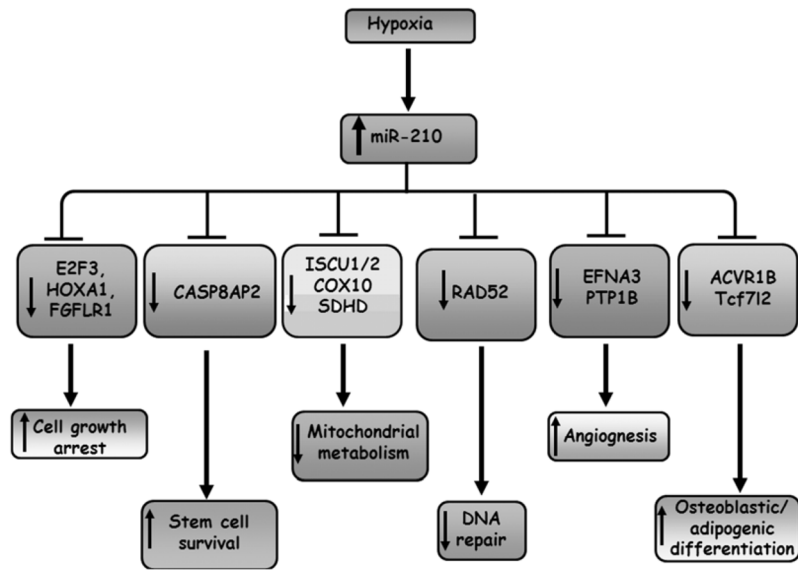 Hypoxia
miR-210
E2F3,
HOXA1,
FGFLR1
CASP8AP2
ISCU1/2
COX10
SDHD
RAD52
EFNA3
PTP1B
ACVR1B
Tcf7l2
Cell growth
arrest
Mitochondrial
metabolism
Angiognesis
Stem cell
survival
DNA
repair
Osteoblastic/
adipogenic
differentiation